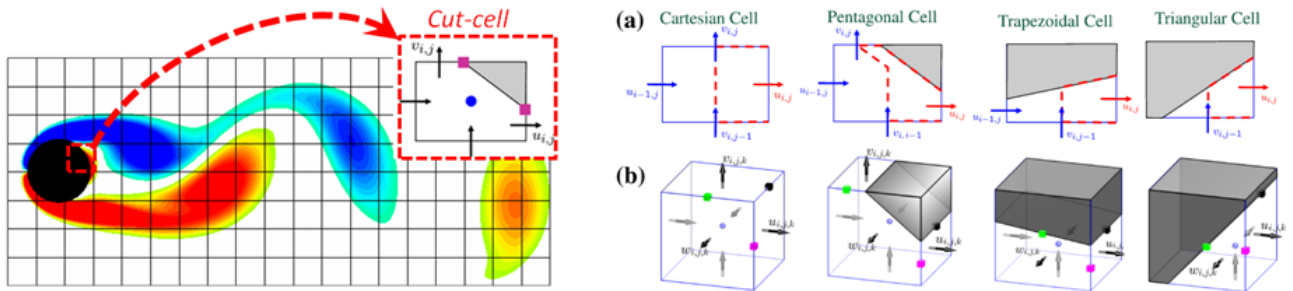 Cut-cell
v_{i,j}
u_{i,j}
(a) Cartesian Cell Pentagonal Cell Trapezoidal Cell Triangular Cell
v_{i,j} v_{i,j}
u_{i-1,j} u_{i,j} u_{i-1,j} u_{i,j} u_{i-1,j} u_{i,j} u_{i,j}
v_{i,j-1} v_{i,j-1} v_{i,j-1} v_{i,j-1}
(b) v_{i,j,k} v_{i,j,k}
u_{i,j,k} u_{i,j,k} u_{i,j, u_{i,j,k}
w_{i,j,k} w_{i,j,k} w_{i,j,k} w_{i,j,k}